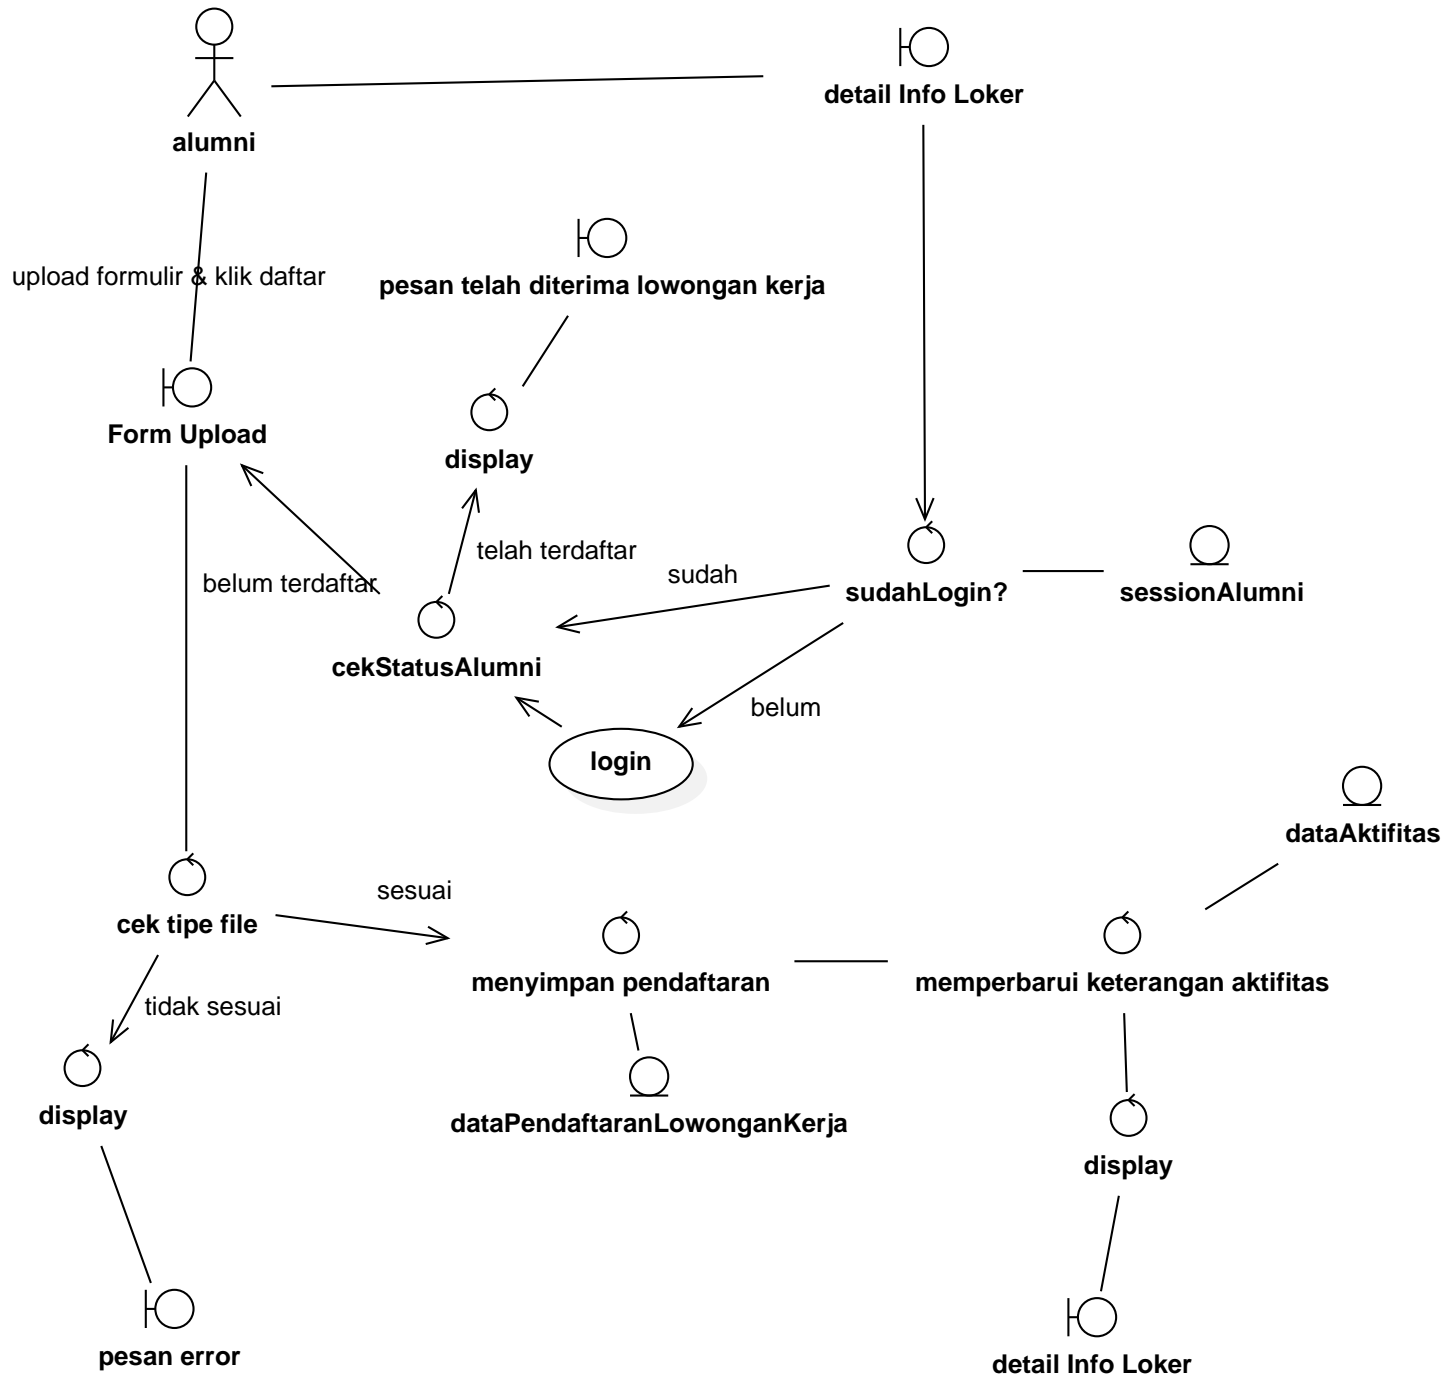 detail Info Loker
alumni
upload formulir & klik daftar
pesan telah diterima lowongan kerja
Form Upload
display
telah terdaftar
belum terdaftar
sudah
sudahLogin?
sessionAlumni
cekStatusAlumni
belum
login
dataAktifitas
sesuai
cek tipe file
menyimpan pendaftaran
memperbarui keterangan aktifitas
tidak sesuai
display
dataPendaftaranLowonganKerja
display
pesan error
detail Info Loker